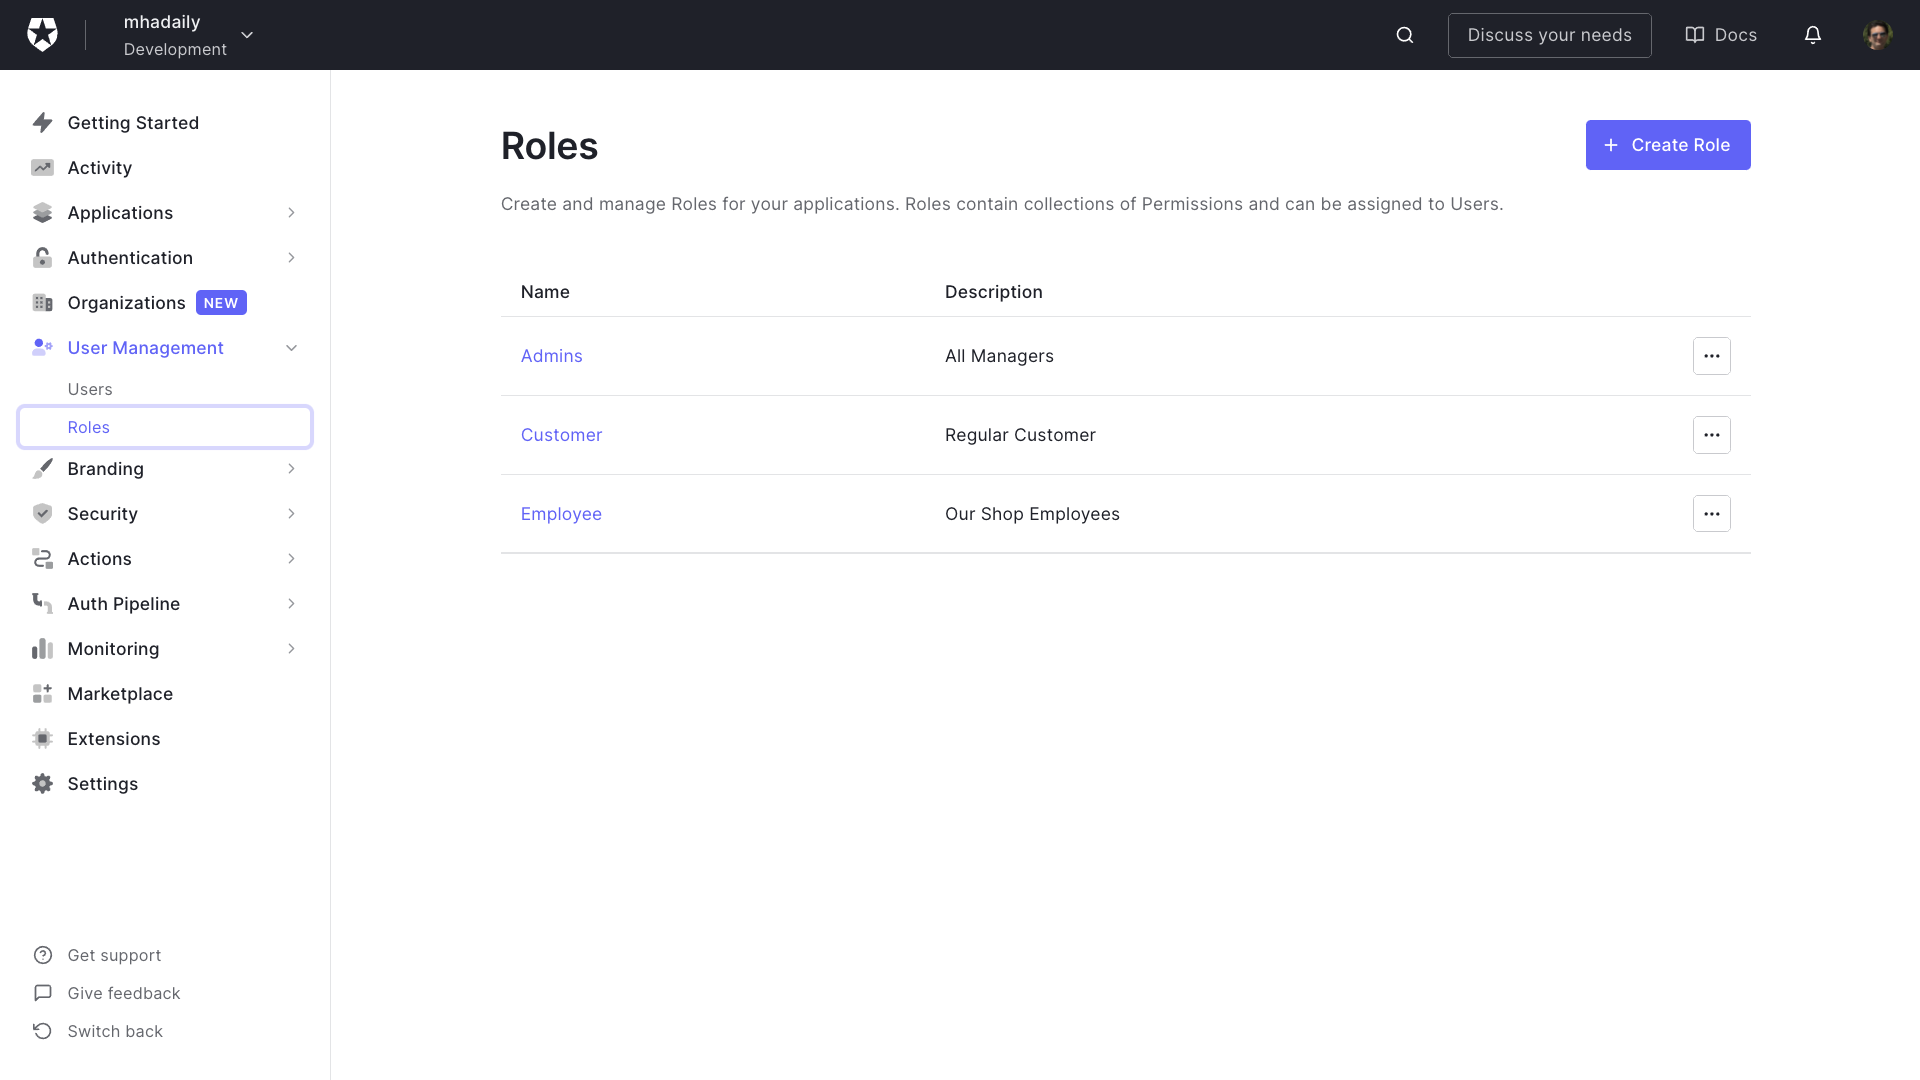 mhadaily
Development
Discuss your needs
Docs
Getting Started
Activity
Applications
Authentication
Organizations NEW
User Management
Users
Roles
Branding
Security
Actions
Auth Pipeline
Monitoring
Marketplace
Extensions
Settings
Get support
Give feedback
Switch back
Roles
+ Create Role
Create and manage Roles for your applications. Roles contain collections of Permissions and can be assigned to Users.
Name Description
Admins All Managers
Customer Regular Customer
Employee Our Shop Employees